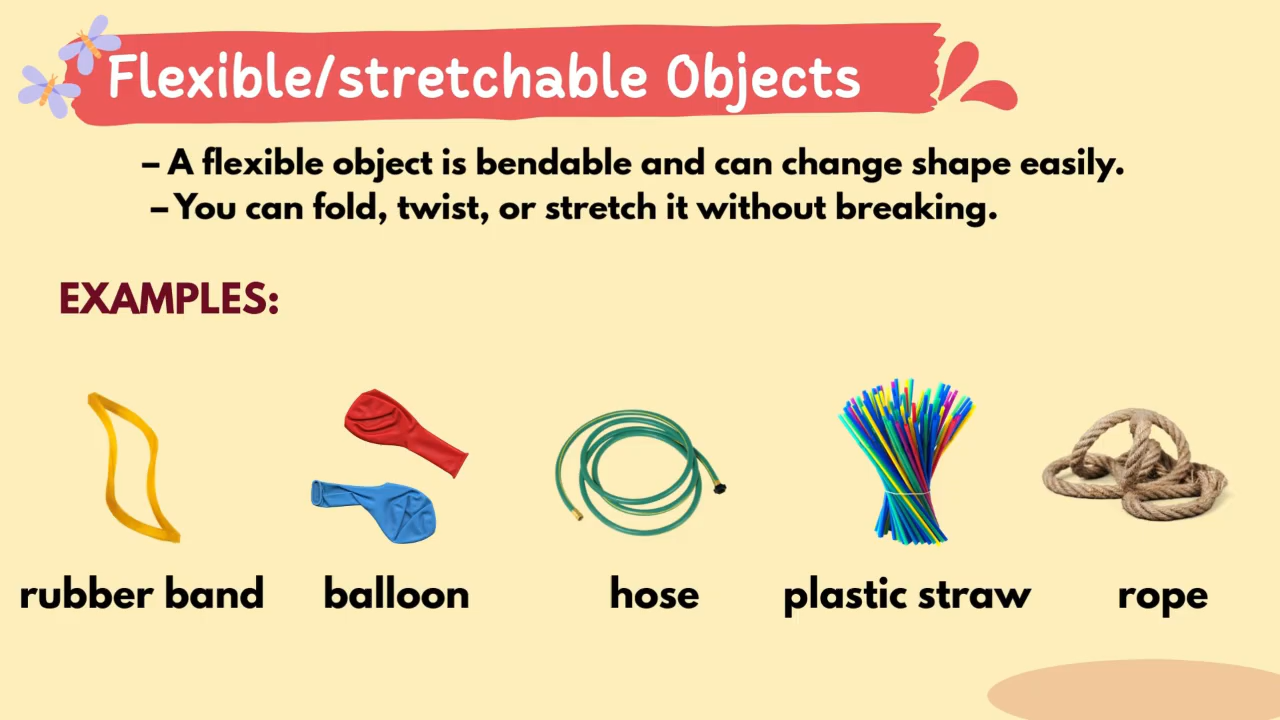 Flexible/stretchable Objects
– A flexible object is bendable and can change shape easily.
– You can fold, twist, or stretch it without breaking.
EXAMPLES:
rubber band
balloon
hose
plastic straw
rope